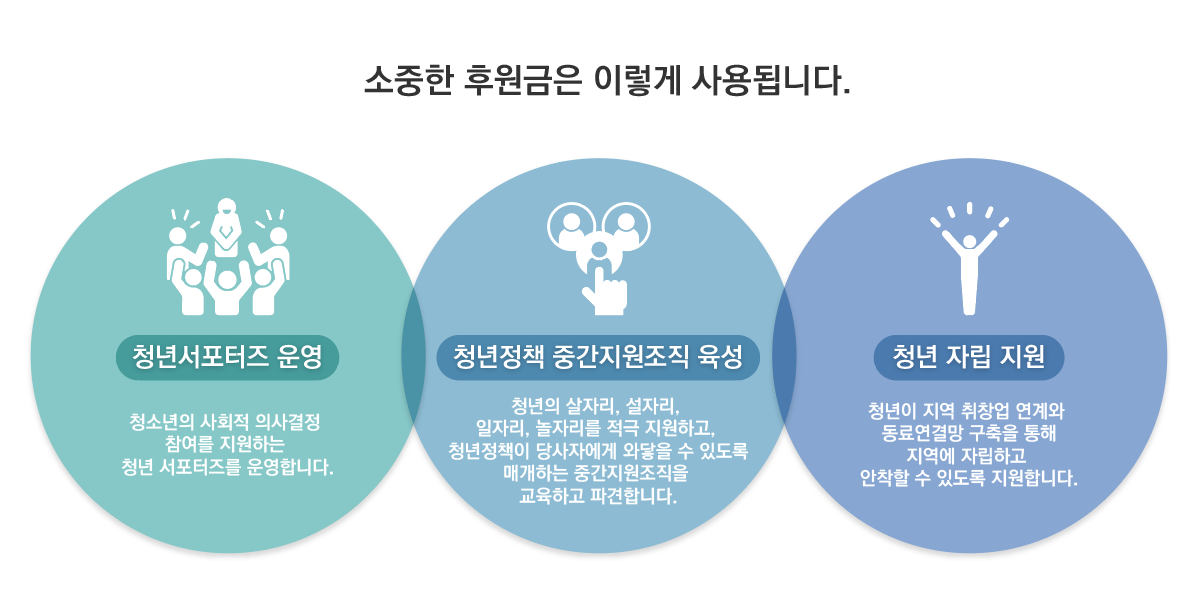 소중한 후원금은 이렇게 사용됩니다.
청년서포터즈 운영
청소년의 사회적 의사결정
참여를 지원하는
청년 서포터즈를 운영합니다.
청년정책 중간지원조직 육성
청년의 살자리, 설자리,
일자리, 놀자리를 적극 지원하고,
청년정책이 당사자에게 와닿을 수 있도록
매개하는 중간지원조직을
교육하고 파견합니다.
청년 자립 지원
청년이 지역 취창업 연계와
동료연결망 구축을 통해
지역에 자립하고
안착할 수 있도록 지원합니다.